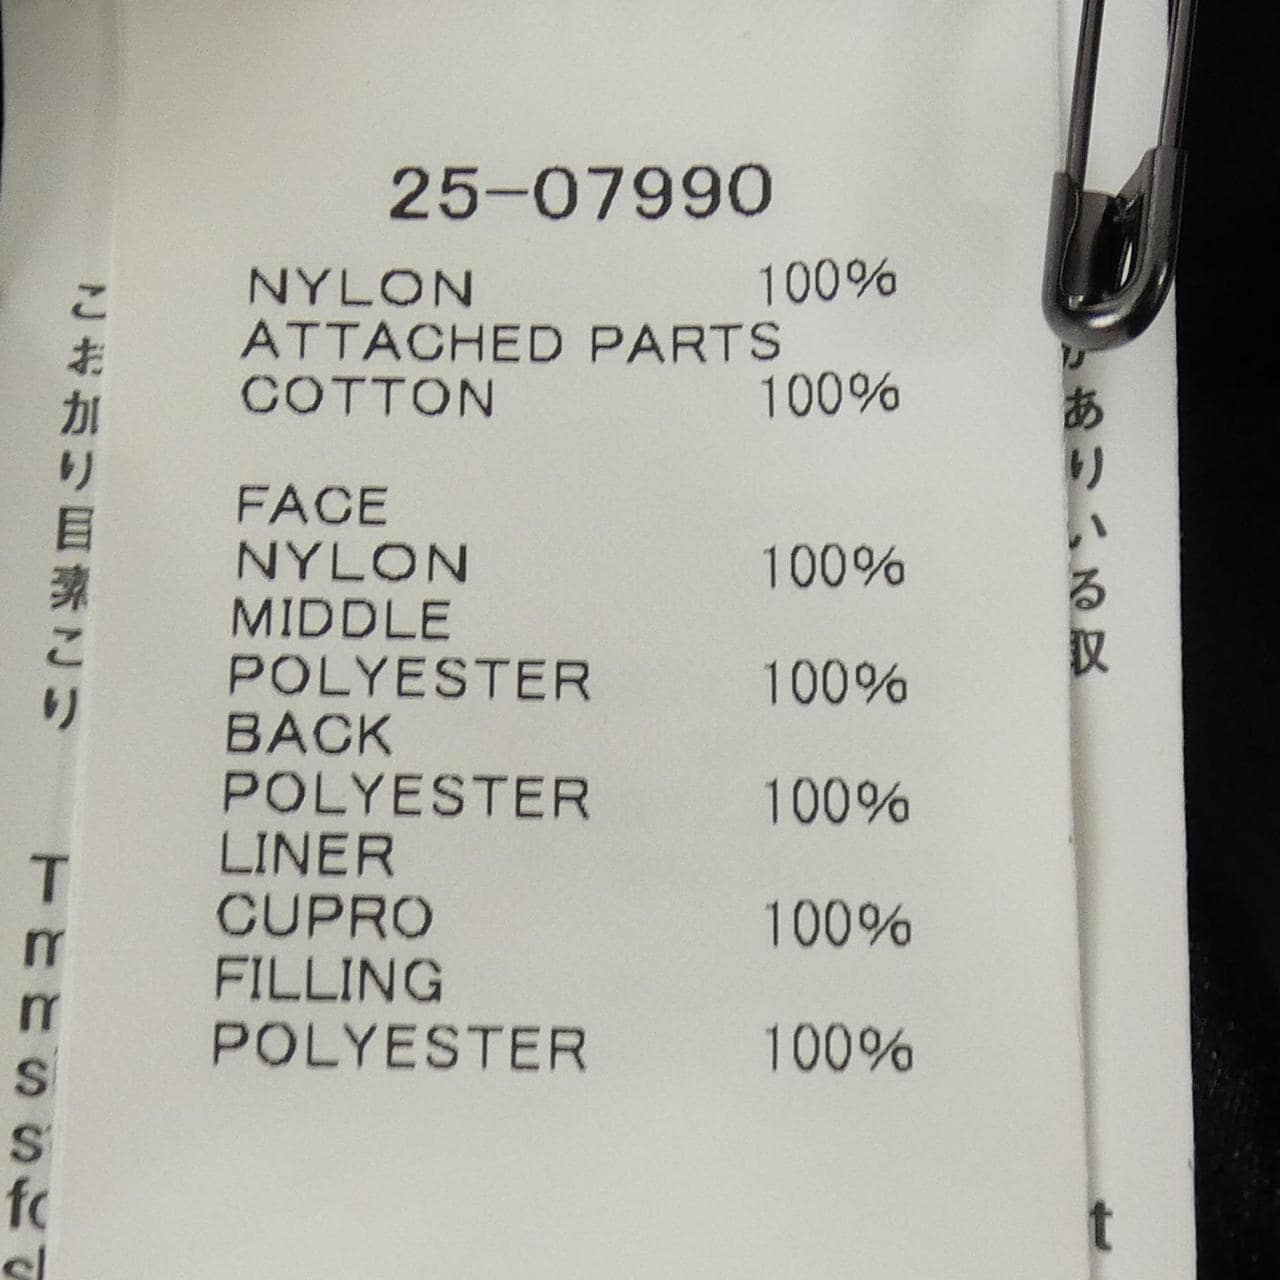 25-07990
NYLON 100%
ATTACHED PARTS
COTTON 100%
FACE
NYLON 100%
MIDDLE
POLYESTER 100%
BACK
POLYESTER 100%
LINER
CUPRO 100%
FILLING
POLYESTER 100%